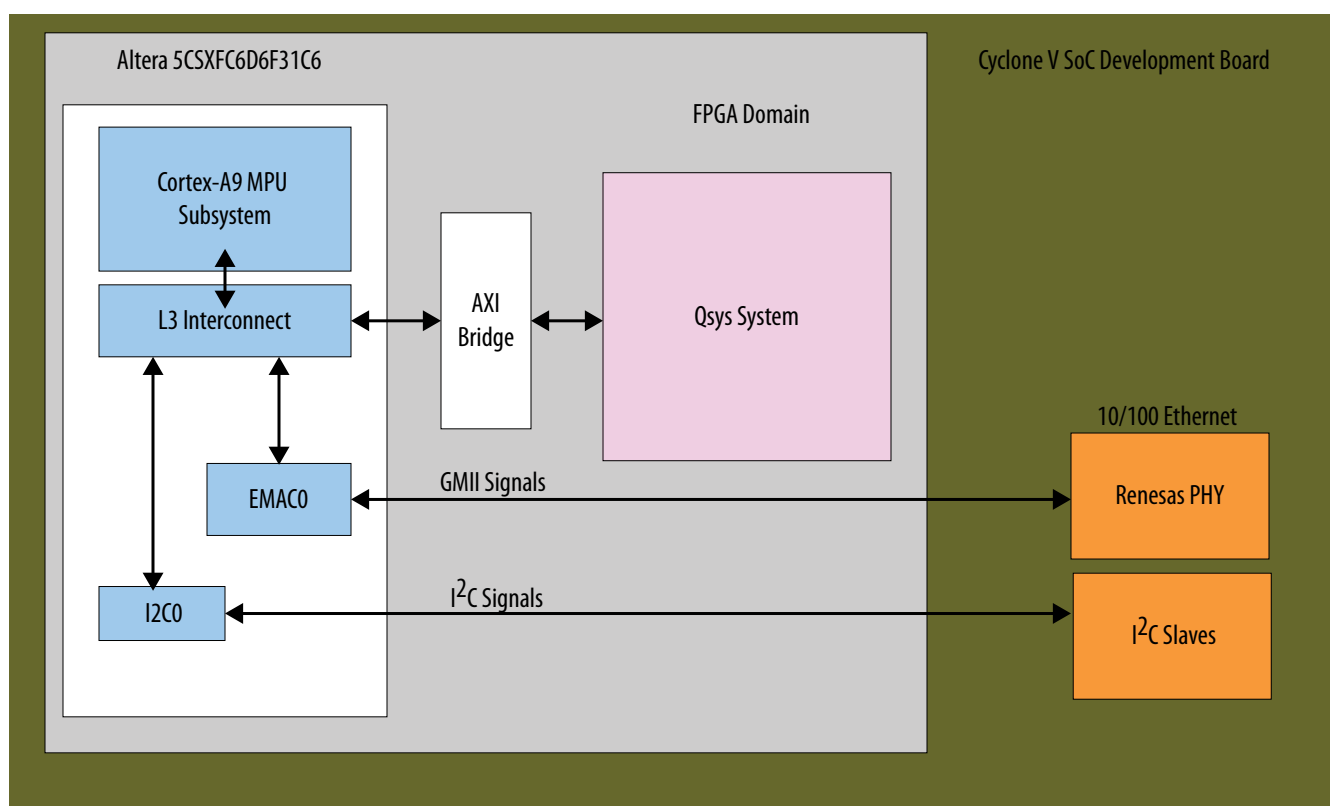 Altera 5CSXFC6D6F31C6
Cyclone V SoC Development Board
FPGA Domain
Cortex-A9 MPU
Subsystem
L3 Interconnect
AXI
Bridge
Qsys System
10/100 Ethernet
GMII Signals
EMAC0
Renesas PHY
I2C Signals
I2C0
I2C Slaves